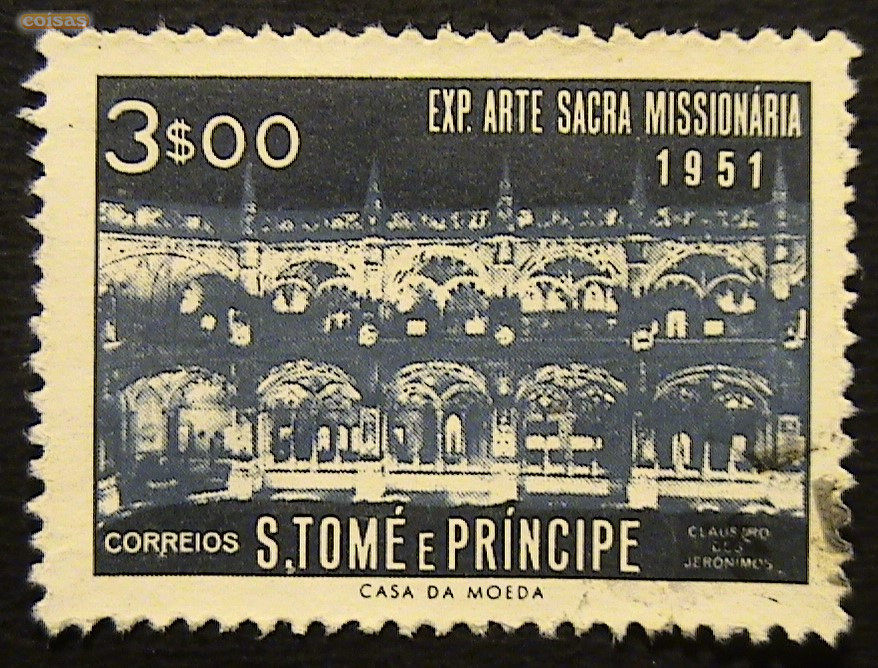 coisas
3$00
EXP. ARTE SACRA MISSIONÁRIA
1951
CORREIOS
S. TOMÉ E PRÍNCIPE
CLAUSTRO
DOS
JERÓNIMOS
CASA DA MOEDA